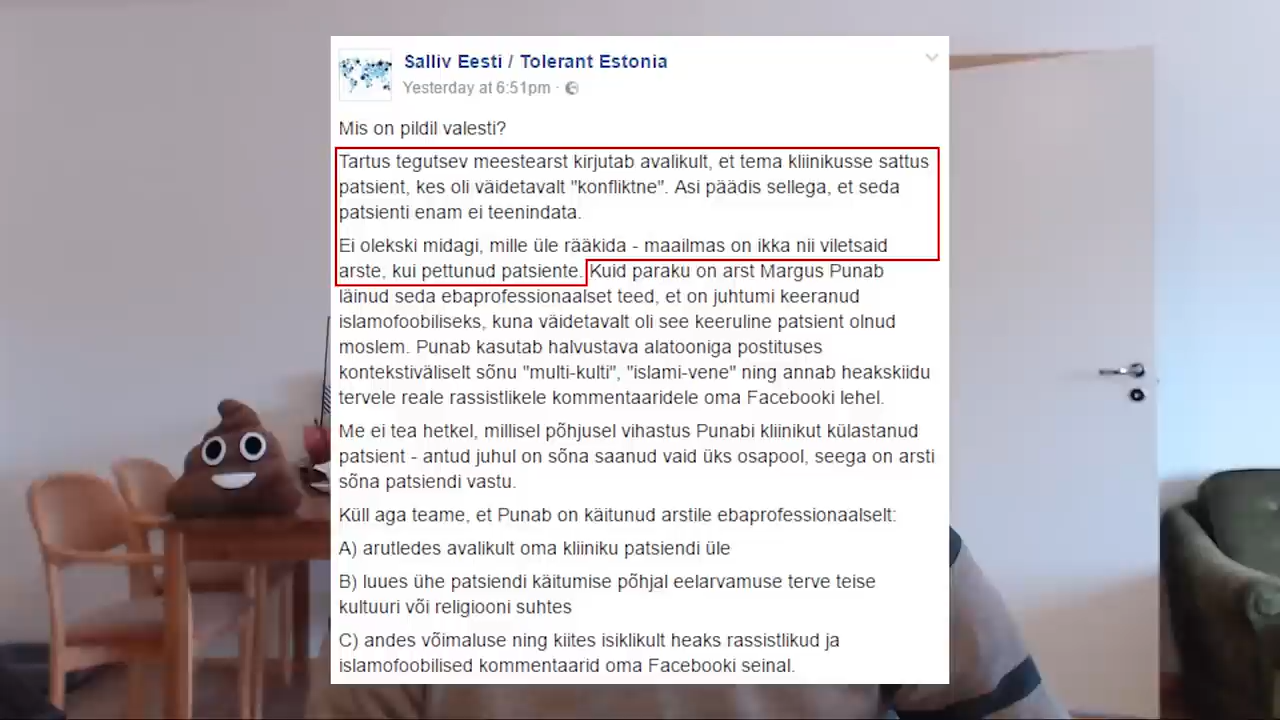 Salliv Eesti / Tolerant Estonia
Yesterday at 6:51pm ·
Mis on pildil valesti?
Tartus tegutsev meestearst kirjutab avalikult, et tema kliinikusse sattus
patsient, kes oli väidetavalt "konfliktne". Asi päädis sellega, et seda
patsienti enam ei teenindata.
Ei olekski midagi, mille üle rääkida - maailmas on ikka nii viletsaid
arste, kui pettunud patsiente. Kuid paraku on arst Margus Punab
läinud seda ebaprofessionaalset teed, et on juhtumi keeranud
islamofoobiliseks, kuna väidetavalt oli see keeruline patsient olnud
moslem. Punab kasutab halvustava alatooniga postituses
kontekstiväliselt sõnu "multi-kulti", "islami-vene" ning annab heakskiidu
tervele reale rassistlikele kommentaaridele oma Facebooki lehel.
Me ei tea hetkel, millisel põhjusel vihastus Punabi kliinikut külastanud
patsient - antud juhul on sõna saanud vaid üks osapool, seega on arsti
sõna patsiendi vastu.
Küll aga teame, et Punab on käitunud arstile ebaprofessionaalselt:
A) arutledes avalikult oma kliiniku patsiendi üle
B) luues ühe patsiendi käitumise põhjal eelarvamuse terve teise
kultuuri või religiooni suhtes
C) andes võimaluse ning kiites isiklikult heaks rassistlikud ja
islamofoobilised kommentaarid oma Facebooki seinal.